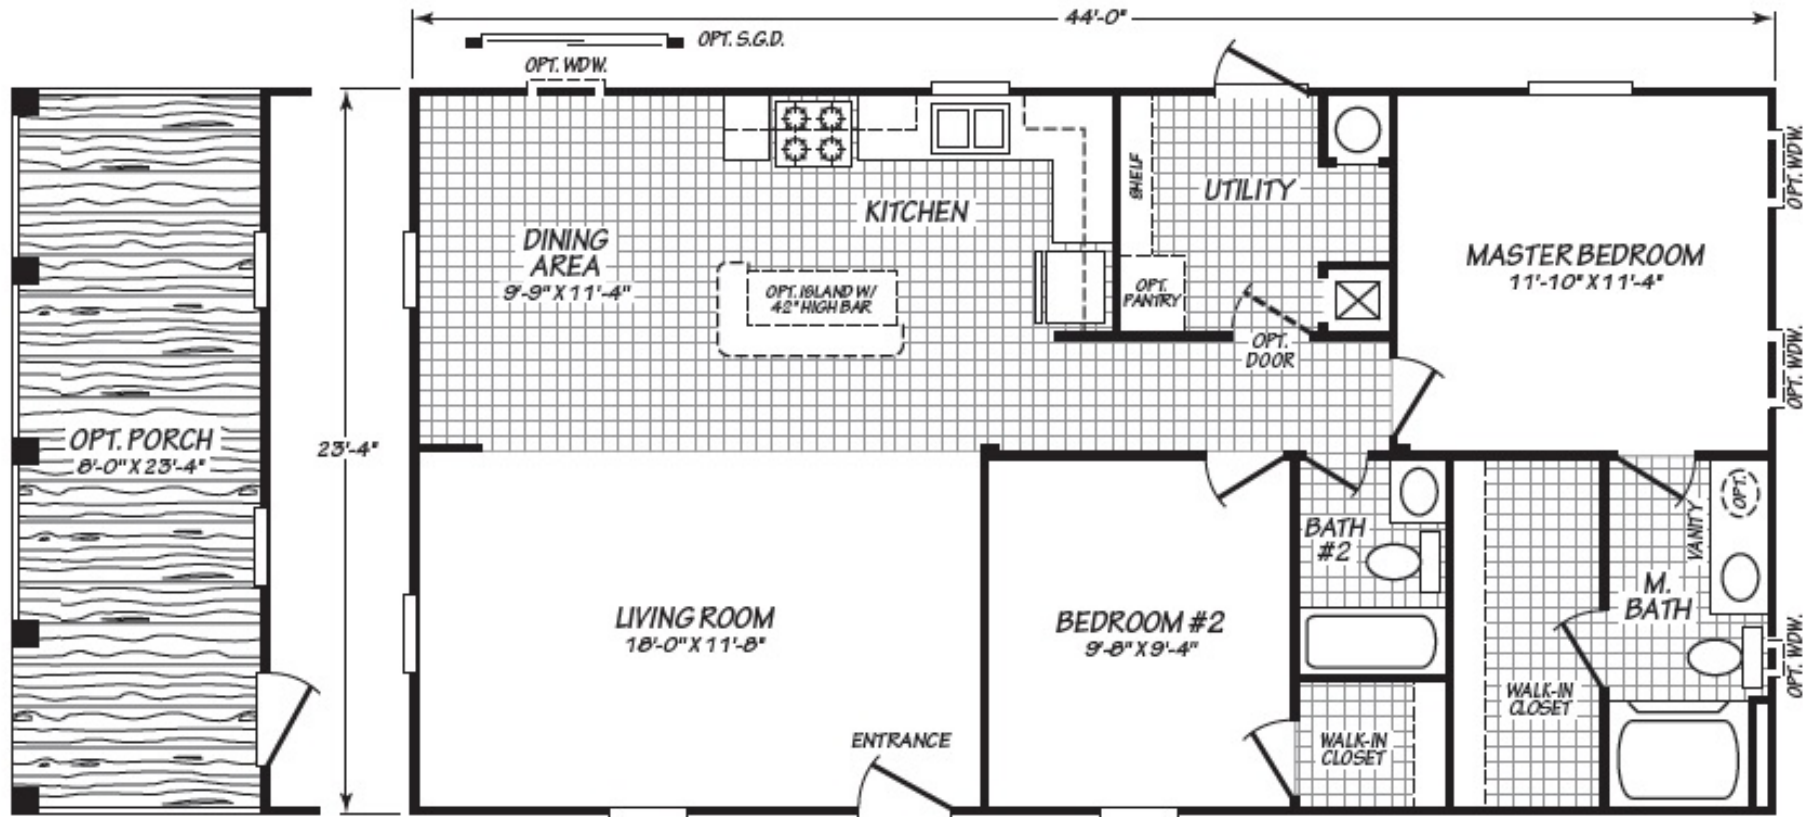 44'-0"
OPT. S.G.D.
OPT. WDW.
OPT. WDW.
SHELF
UTILITY
KITCHEN
DINING
AREA
9'-9" X 11'-4"
MASTER BEDROOM
11'-10" X 11'-4"
OPT. ISLAND W/
42" HIGH BAR
OPT.
PANTRY
OPT.
DOOR
OPT. WDW.
OPT. PORCH
8'-0" X 23'-4"
23'-4"
OPT.
VANITY
BATH
#2
M.
BATH
LIVING ROOM
18'-0" X 11'-8"
BEDROOM #2
9'-8" X 9'-4"
OPT. WDW.
WALK-IN
CLOSET
ENTRANCE
WALK-IN
CLOSET